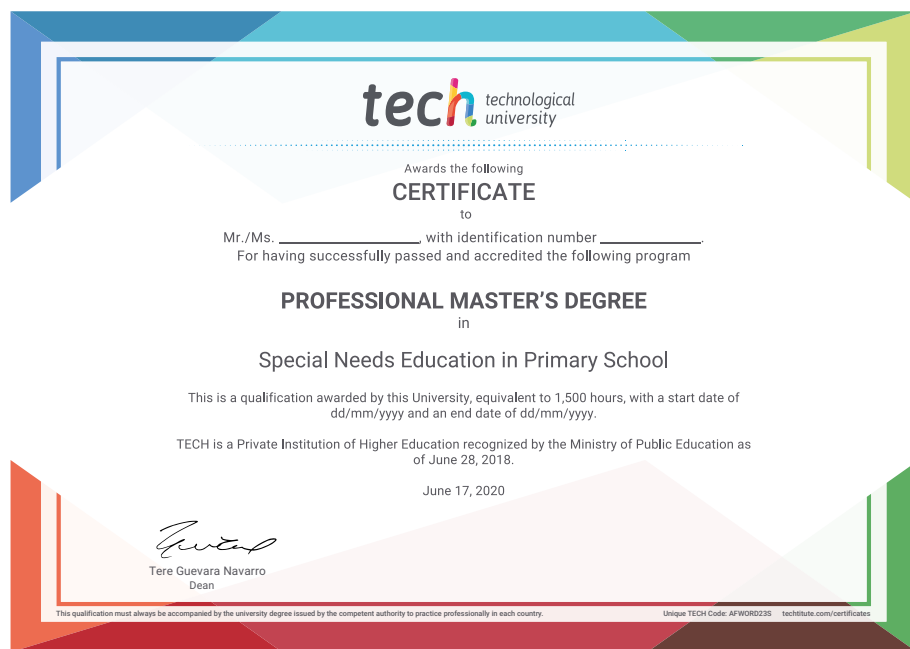 tech technological
university
Awards the following
CERTIFICATE
to
Mr./Ms. ____________________, with identification number ______________.
For having successfully passed and accredited the following program
PROFESSIONAL MASTER'S DEGREE
in
Special Needs Education in Primary School
This is a qualification awarded by this University, equivalent to 1,500 hours, with a start date of
dd/mm/yyyy and an end date of dd/mm/yyyy.
TECH is a Private Institution of Higher Education recognized by the Ministry of Public Education as
of June 28, 2018.
June 17, 2020
Tere Guevara Navarro
Dean
This qualification must always be accompanied by the university degree issued by the competent authority to practice professionally in each country. Unique TECH Code: AFWORD23S techtitute.com/certificates